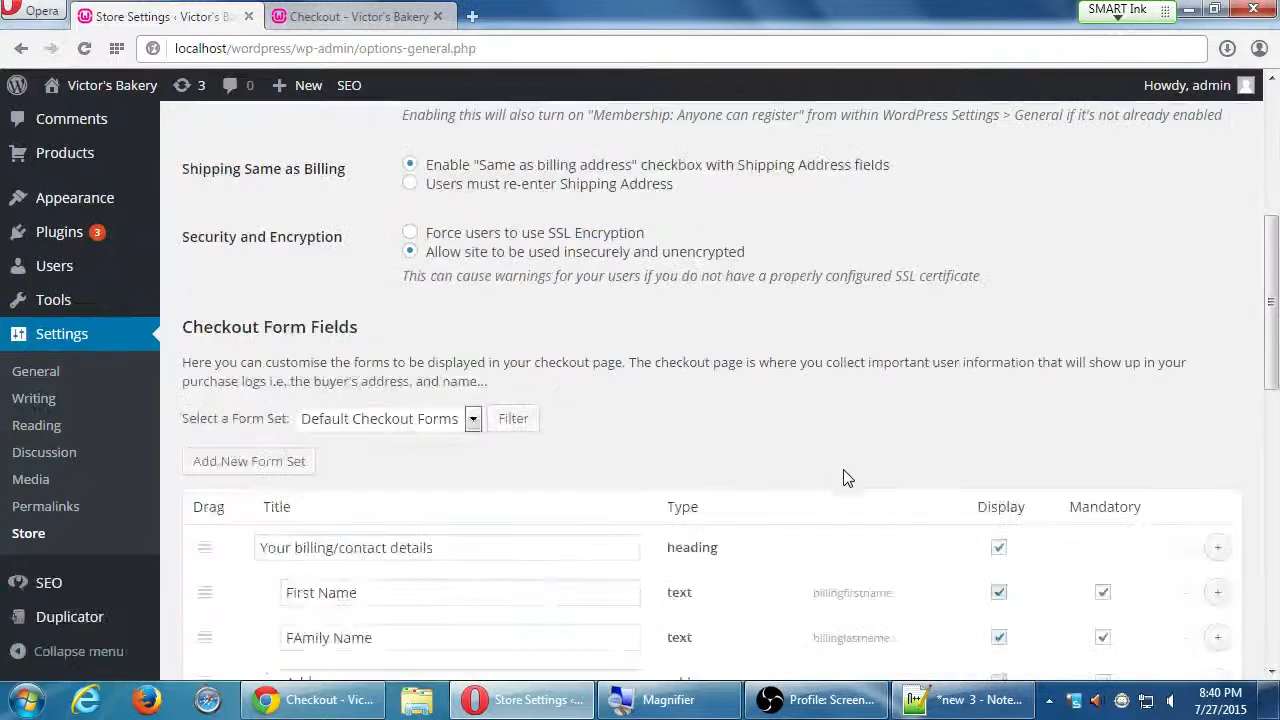 Opera
Store Settings ‹ Victor's B
Checkout - Victor's Bakery
SMART Ink
localhost/wordpress/wp-admin/options-general.php
Victor's Bakery
3
0
New
SEO
Howdy, admin
Comments
Products
Appearance
Plugins 3
Users
Tools
Settings
General
Writing
Reading
Discussion
Media
Permalinks
Store
SEO
Duplicator
Collapse menu
Enabling this will also turn on "Membership: Anyone can register" from within WordPress Settings > General if it's not already enabled
Shipping Same as Billing
Enable "Same as billing address" checkbox with Shipping Address fields
Users must re-enter Shipping Address
Security and Encryption
Force users to use SSL Encryption
Allow site to be used insecurely and unencrypted
This can cause warnings for your users if you do not have a properly configured SSL certificate
Checkout Form Fields
Here you can customise the forms to be displayed in your checkout page. The checkout page is where you collect important user information that will show up in your
purchase logs i.e. the buyer's address, and name...
Select a Form Set: Default Checkout Forms Filter
Add New Form Set
Drag Title Type Display Mandatory
Your billing/contact details heading
First Name text billingfirstname
FAmily Name text billinglastname
Checkout - Vic...
Store Settings ‹...
Magnifier
Profile: Screen...
*new 3 - Note...
8:40 PM
7/27/2015